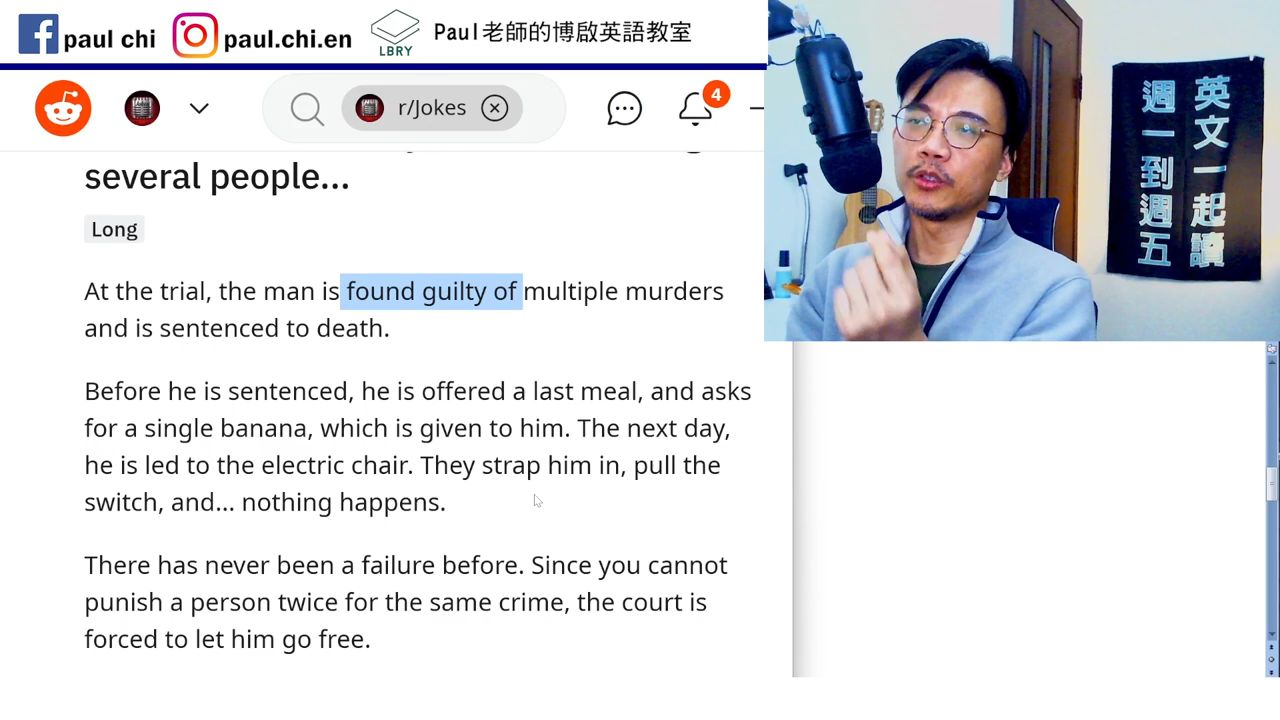 paul chi
paul.chi.en
LBRY
Paul老師的博啟英語教室
r/Jokes
4
several people...
Long
At the trial, the man is found guilty of multiple murders
and is sentenced to death.
Before he is sentenced, he is offered a last meal, and asks
for a single banana, which is given to him. The next day,
he is led to the electric chair. They strap him in, pull the
switch, and... nothing happens.
There has never been a failure before. Since you cannot
punish a person twice for the same crime, the court is
forced to let him go free.
英文一起讀
週一到週五